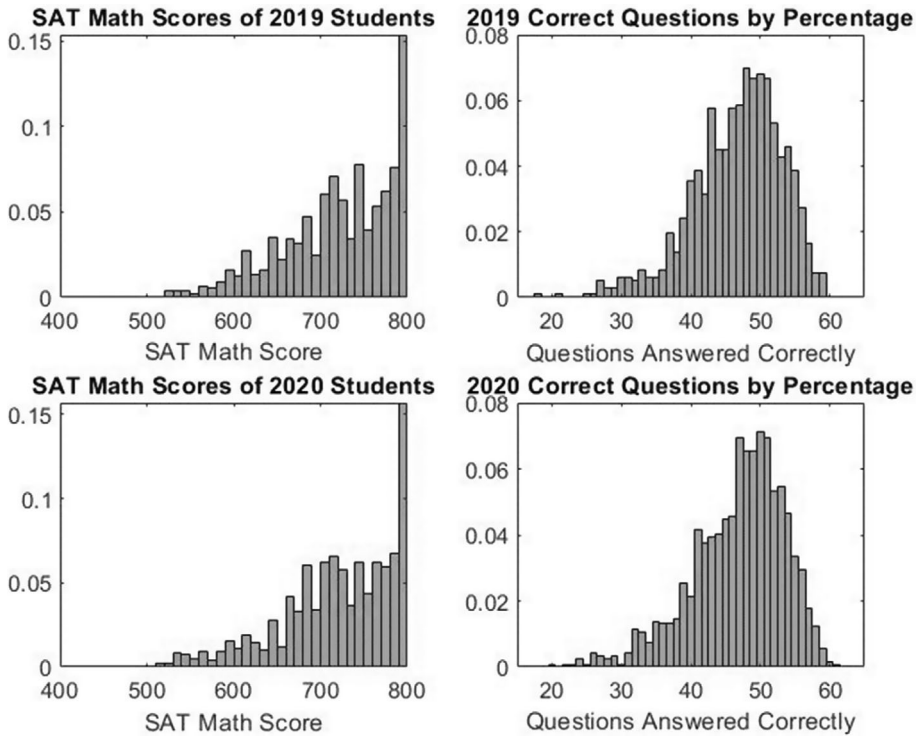 SAT Math Scores of 2019 Students
0.15
0.1
0.05
0
400 500 600 700 800
SAT Math Score
2019 Correct Questions by Percentage
0.08
0.06
0.04
0.02
0
20 30 40 50 60
Questions Answered Correctly
SAT Math Scores of 2020 Students
0.15
0.1
0.05
0
400 500 600 700 800
SAT Math Score
2020 Correct Questions by Percentage
0.08
0.06
0.04
0.02
0
20 30 40 50 60
Questions Answered Correctly